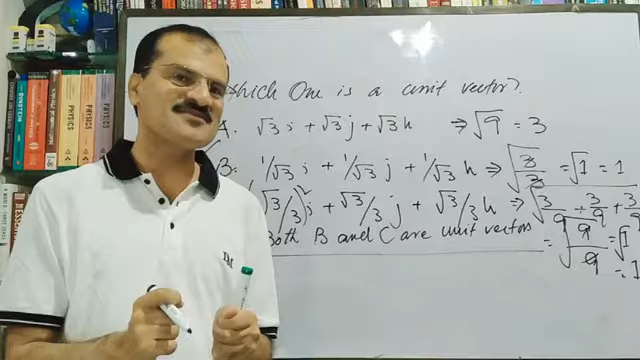 Which One is a unit vector?
A. √3 i + √3 j + √3 k ⇒ √9 = 3
B. 1/√3 i + 1/√3 j + 1/√3 k ⇒ √3/3 = √1 = 1
√3/3)² i + √3/3 j + √3/3 k ⇒ √3/9 + 3/9 + 3/9
Both B and C are unit vectors
= √9/9 = √1
= 1
EINSTEIN
PHYSICS
PHYSICS
PHYSICS